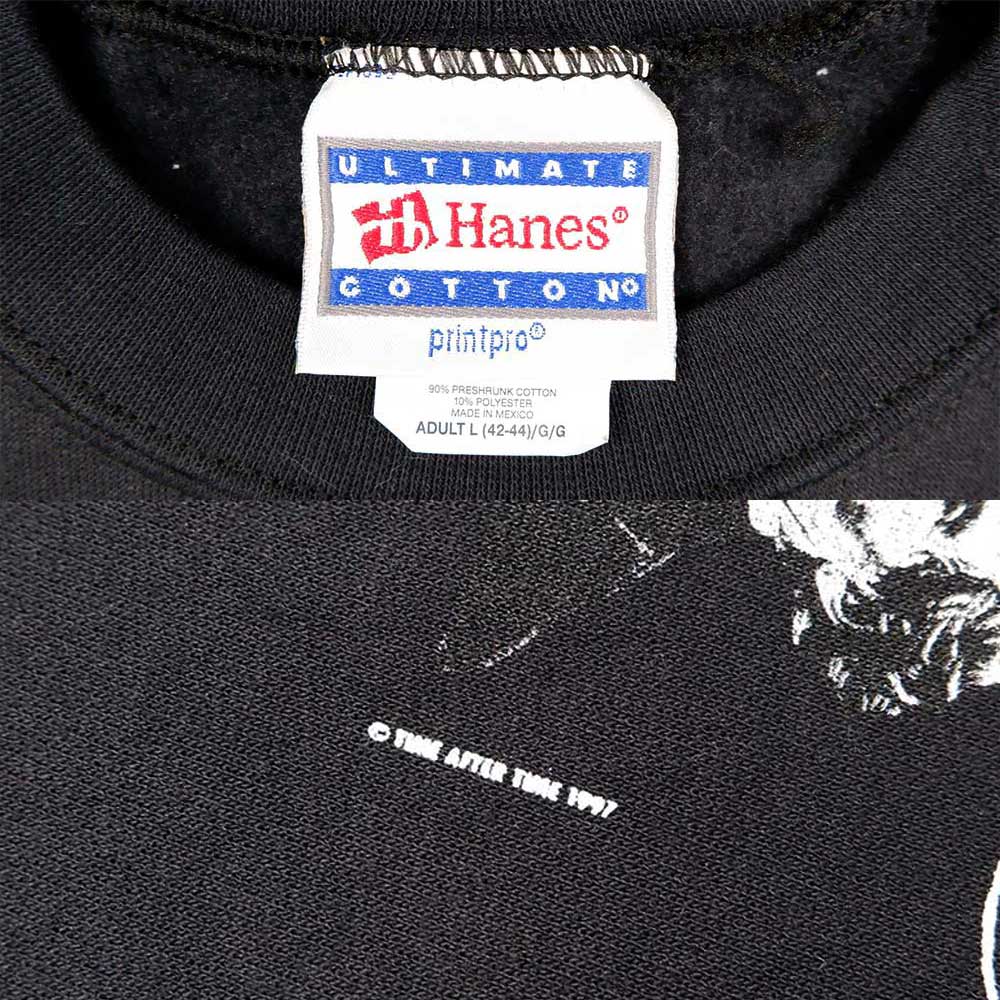 ULTIMATE
Hanes®
COTTON®
printpro®
90% PRESHRUNK COTTON
10% POLYESTER
MADE IN MEXICO
ADULT L (42-44)/G/G
© TIME AFTER TIME 1997